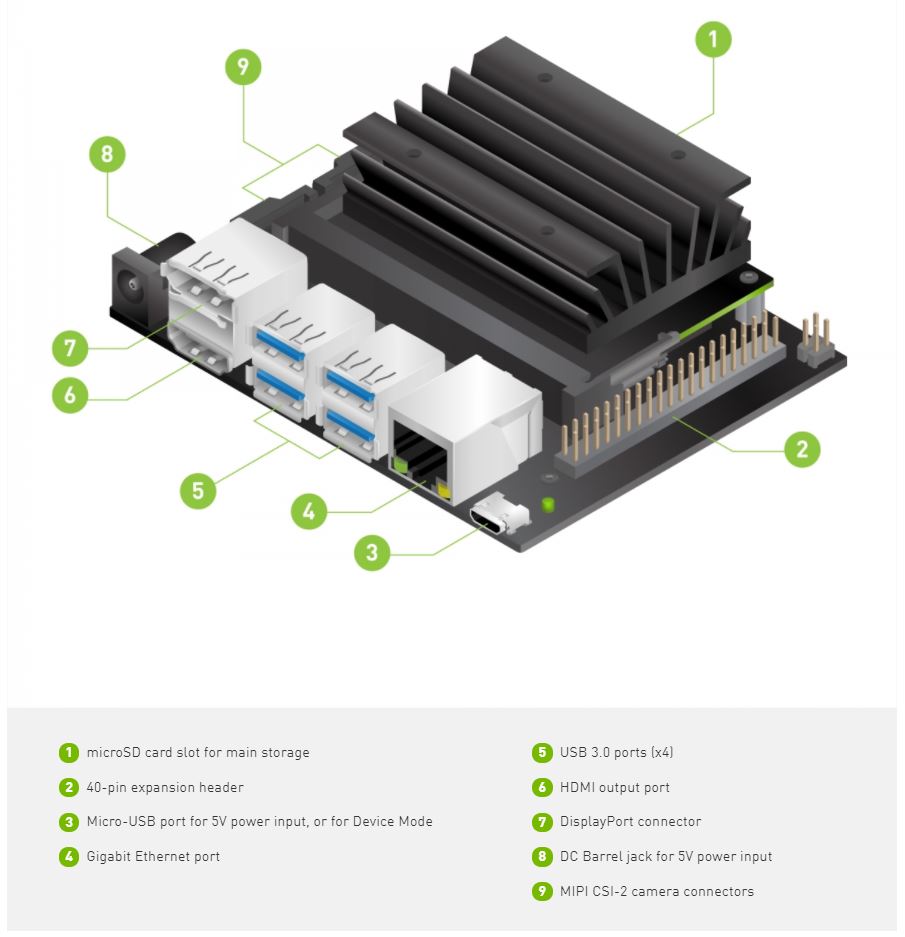 1
9
8
7
6
5
4
3
2
1 microSD card slot for main storage
2 40-pin expansion header
3 Micro-USB port for 5V power input, or for Device Mode
4 Gigabit Ethernet port
5 USB 3.0 ports (x4)
6 HDMI output port
7 DisplayPort connector
8 DC Barrel jack for 5V power input
9 MIPI CSI-2 camera connectors